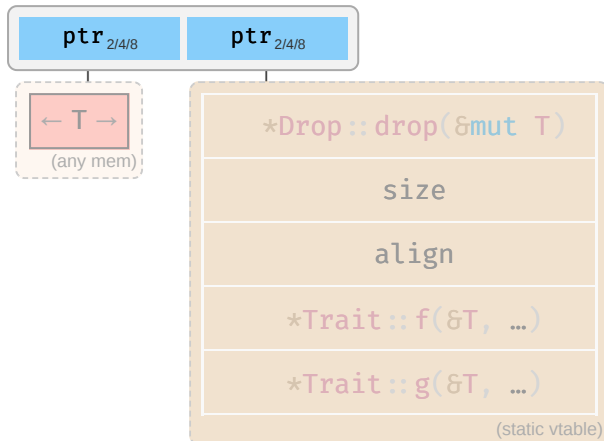 ptr2/4/8 ptr2/4/8
← T →
(any mem)
*Drop::drop(&mut T)
size
align
*Trait::f(&T, …)
*Trait::g(&T, …)
(static vtable)